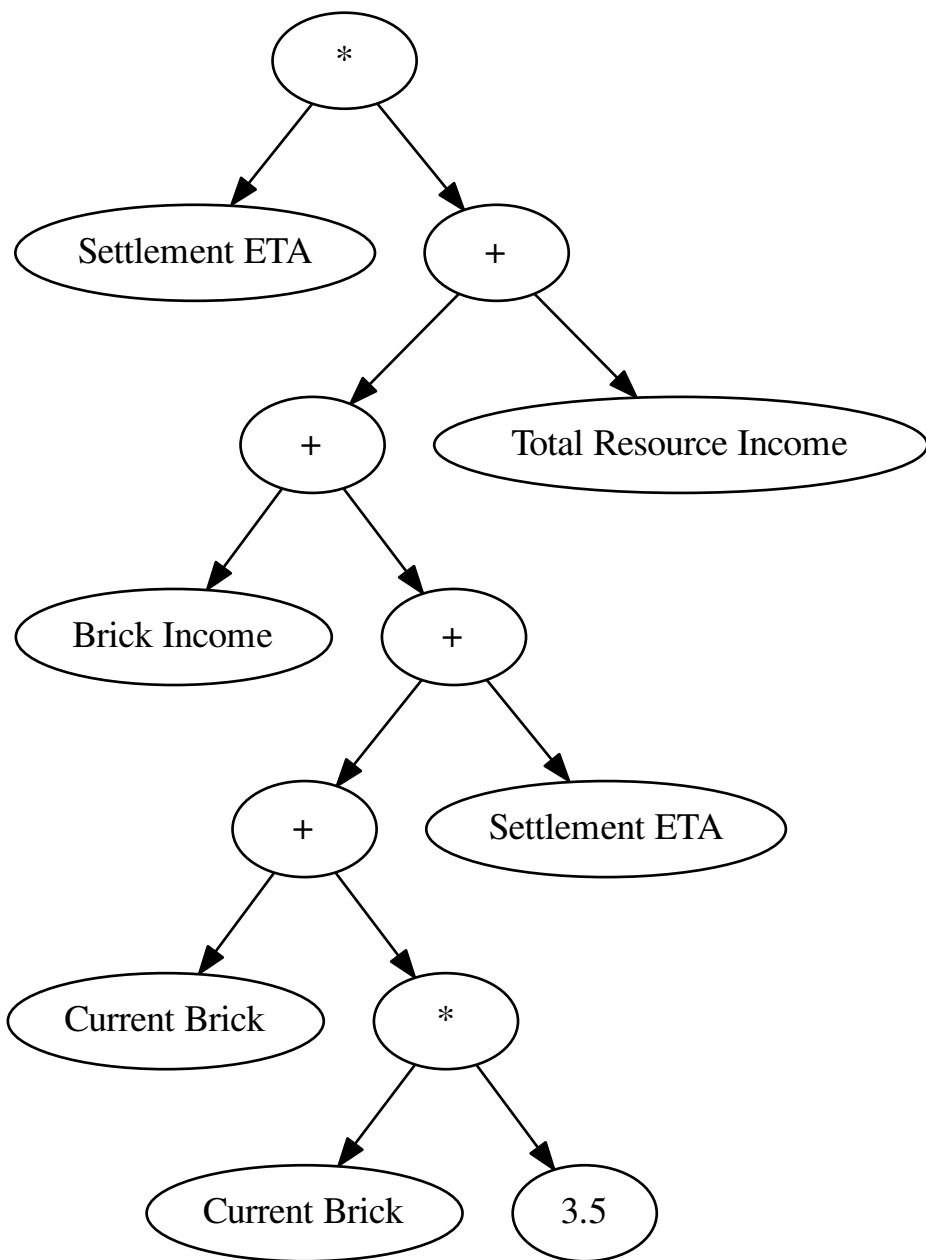 *
Settlement ETA
+
+
Total Resource Income
Brick Income
+
+
Settlement ETA
Current Brick
*
Current Brick
3.5